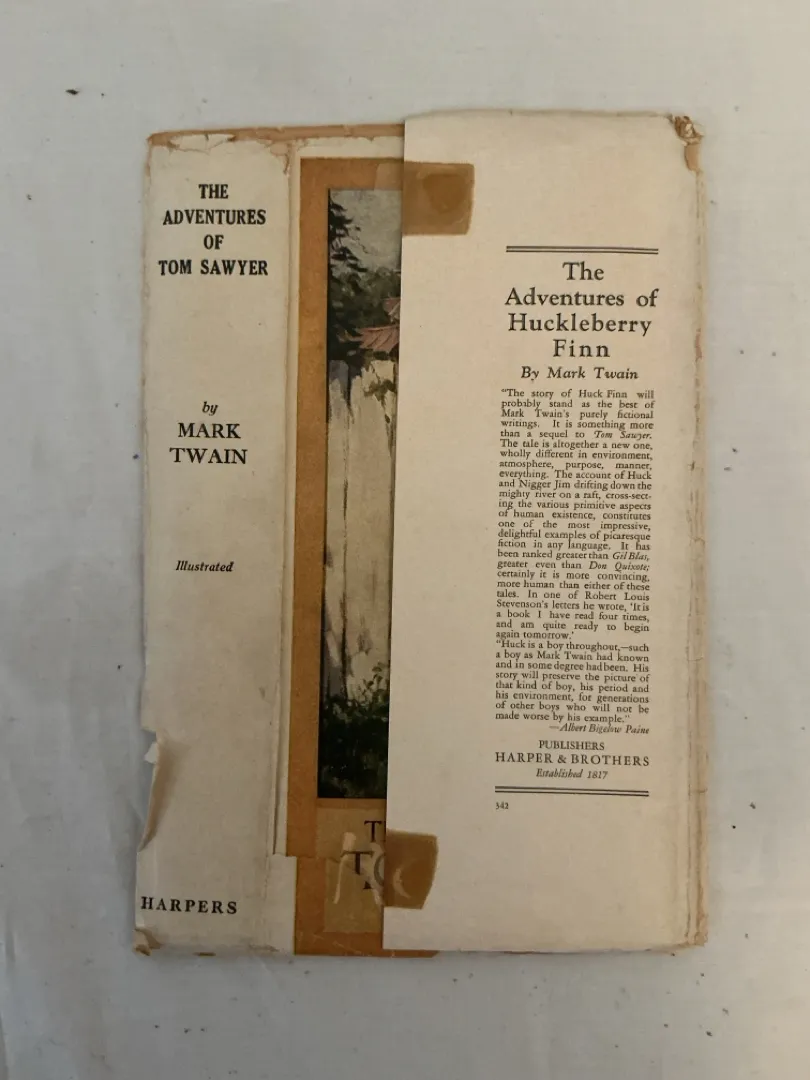 THE
ADVENTURES
OF
TOM SAWYER
by
MARK
TWAIN
Illustrated
HARPERS
T
TO
The
Adventures of
Huckleberry
Finn
By Mark Twain
"The story of Huck Finn will
probably stand as the best of
Mark Twain's purely fictional
writings. It is something more
than a sequel to Tom Sawyer.
The tale is altogether a new one,
wholly different in environment,
atmosphere, purpose, manner,
everything. The account of Huck
and Nigger Jim drifting down the
mighty river on a raft, cross-sect-
ing the various primitive aspects
of human existence, constitutes
one of the most impressive,
delightful examples of picaresque
fiction in any language. It has
been ranked greater than Gil Blas,
greater even than Don Quixote;
certainly it is more convincing,
more human than either of these
tales. In one of Robert Louis
Stevenson's letters he wrote, 'It is
a book I have read four times,
and am quite ready to begin
again tomorrow.'
"Huck is a boy throughout,—such
a boy as Mark Twain had known
and in some degree had been. His
story will preserve the picture of
that kind of boy, his period and
his environment, for generations
of other boys who will not be
made worse by his example."
—Albert Bigelow Paine
PUBLISHERS
HARPER & BROTHERS
Established 1817
342